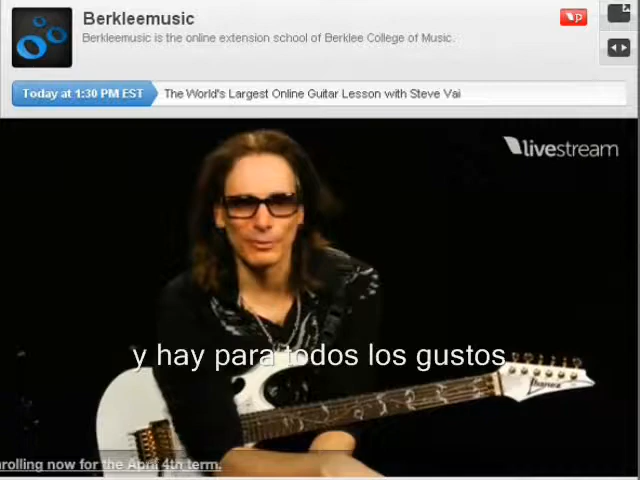 Berkleemusic
Berkleemusic is the online extension school of Berklee College of Music.
Today at 1:30 PM EST
The World's Largest Online Guitar Lesson with Steve Vai
livestream
y hay para todos los gustos
Ibanez
rolling now for the April 4th term.